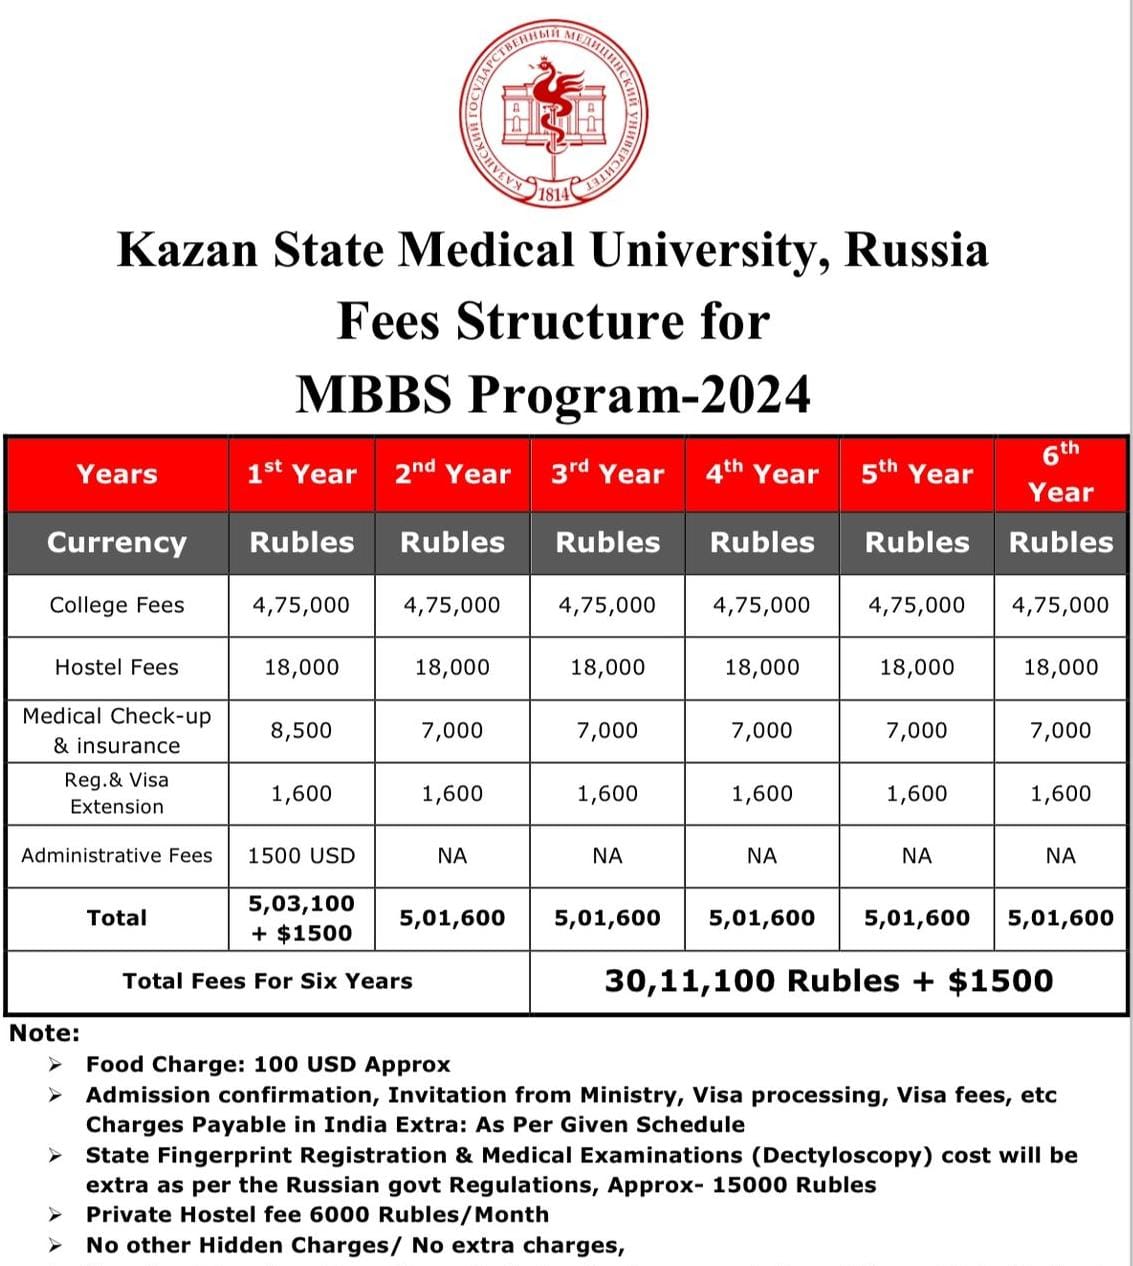 КАЗАНСКИЙ ГОСУДАРСТВЕННЫЙ МЕДИЦИНСКИЙ УНИВЕРСИТЕТ
1814
Kazan State Medical University, Russia
Fees Structure for
MBBS Program-2024
Years 1st Year 2nd Year 3rd Year 4th Year 5th Year 6th Year
Currency Rubles Rubles Rubles Rubles Rubles Rubles
College Fees 4,75,000 4,75,000 4,75,000 4,75,000 4,75,000 4,75,000
Hostel Fees 18,000 18,000 18,000 18,000 18,000 18,000
Medical Check-up & insurance 8,500 7,000 7,000 7,000 7,000 7,000
Reg.& Visa Extension 1,600 1,600 1,600 1,600 1,600 1,600
Administrative Fees 1500 USD NA NA NA NA NA
Total 5,03,100 + $1500 5,01,600 5,01,600 5,01,600 5,01,600 5,01,600
Total Fees For Six Years 30,11,100 Rubles + $1500
Note:
➢ Food Charge: 100 USD Approx
➢ Admission confirmation, Invitation from Ministry, Visa processing, Visa fees, etc
Charges Payable in India Extra: As Per Given Schedule
➢ State Fingerprint Registration & Medical Examinations (Dectyloscopy) cost will be
extra as per the Russian govt Regulations, Approx- 15000 Rubles
➢ Private Hostel fee 6000 Rubles/Month
➢ No other Hidden Charges/ No extra charges,